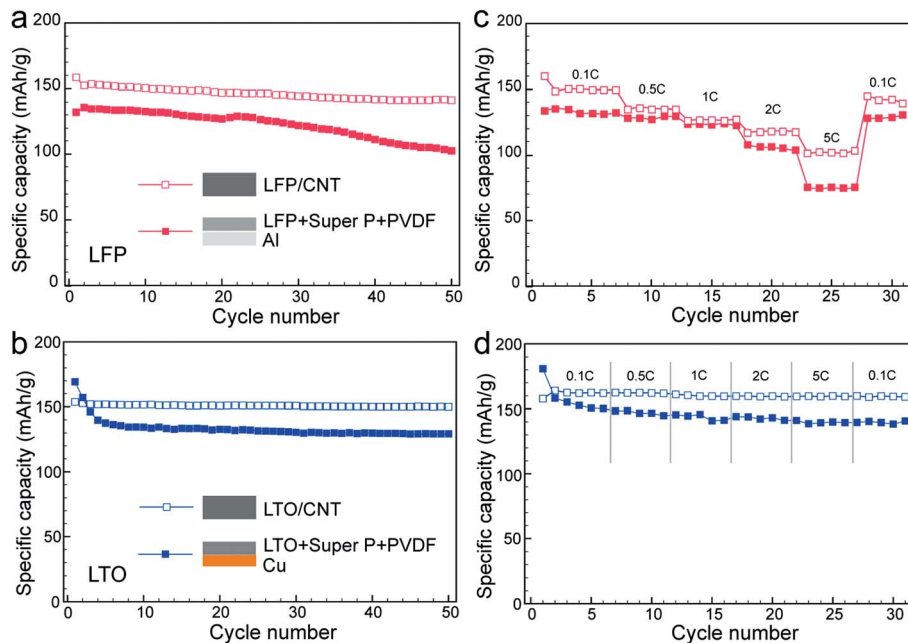 a
200
150
100
50
0
Specific capacity (mAh/g)
LFP/CNT
LFP+Super P+PVDF
Al
LFP
0 10 20 30 40 50
Cycle number
c
200
150
100
50
0
Specific capacity (mAh/g)
0.1C 0.5C 1C 2C 5C 0.1C
0 5 10 15 20 25 30
Cycle number
b
200
150
100
50
0
Specific capacity (mAh/g)
LTO/CNT
LTO+Super P+PVDF
Cu
LTO
0 10 20 30 40 50
Cycle number
d
200
150
100
50
0
Specific capacity (mAh/g)
0.1C 0.5C 1C 2C 5C 0.1C
0 5 10 15 20 25 30
Cycle number